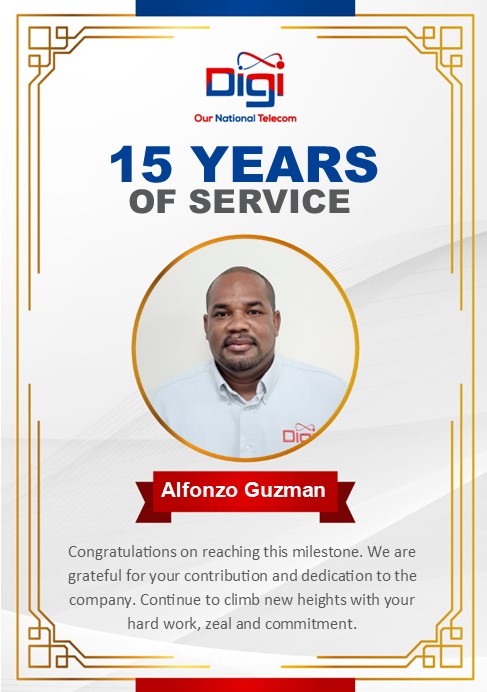 Digi
Our National Telecom
15 YEARS
OF SERVICE
Digi
Alfonzo Guzman
Congratulations on reaching this milestone. We are
grateful for your contribution and dedication to the
company. Continue to climb new heights with your
hard work, zeal and commitment.